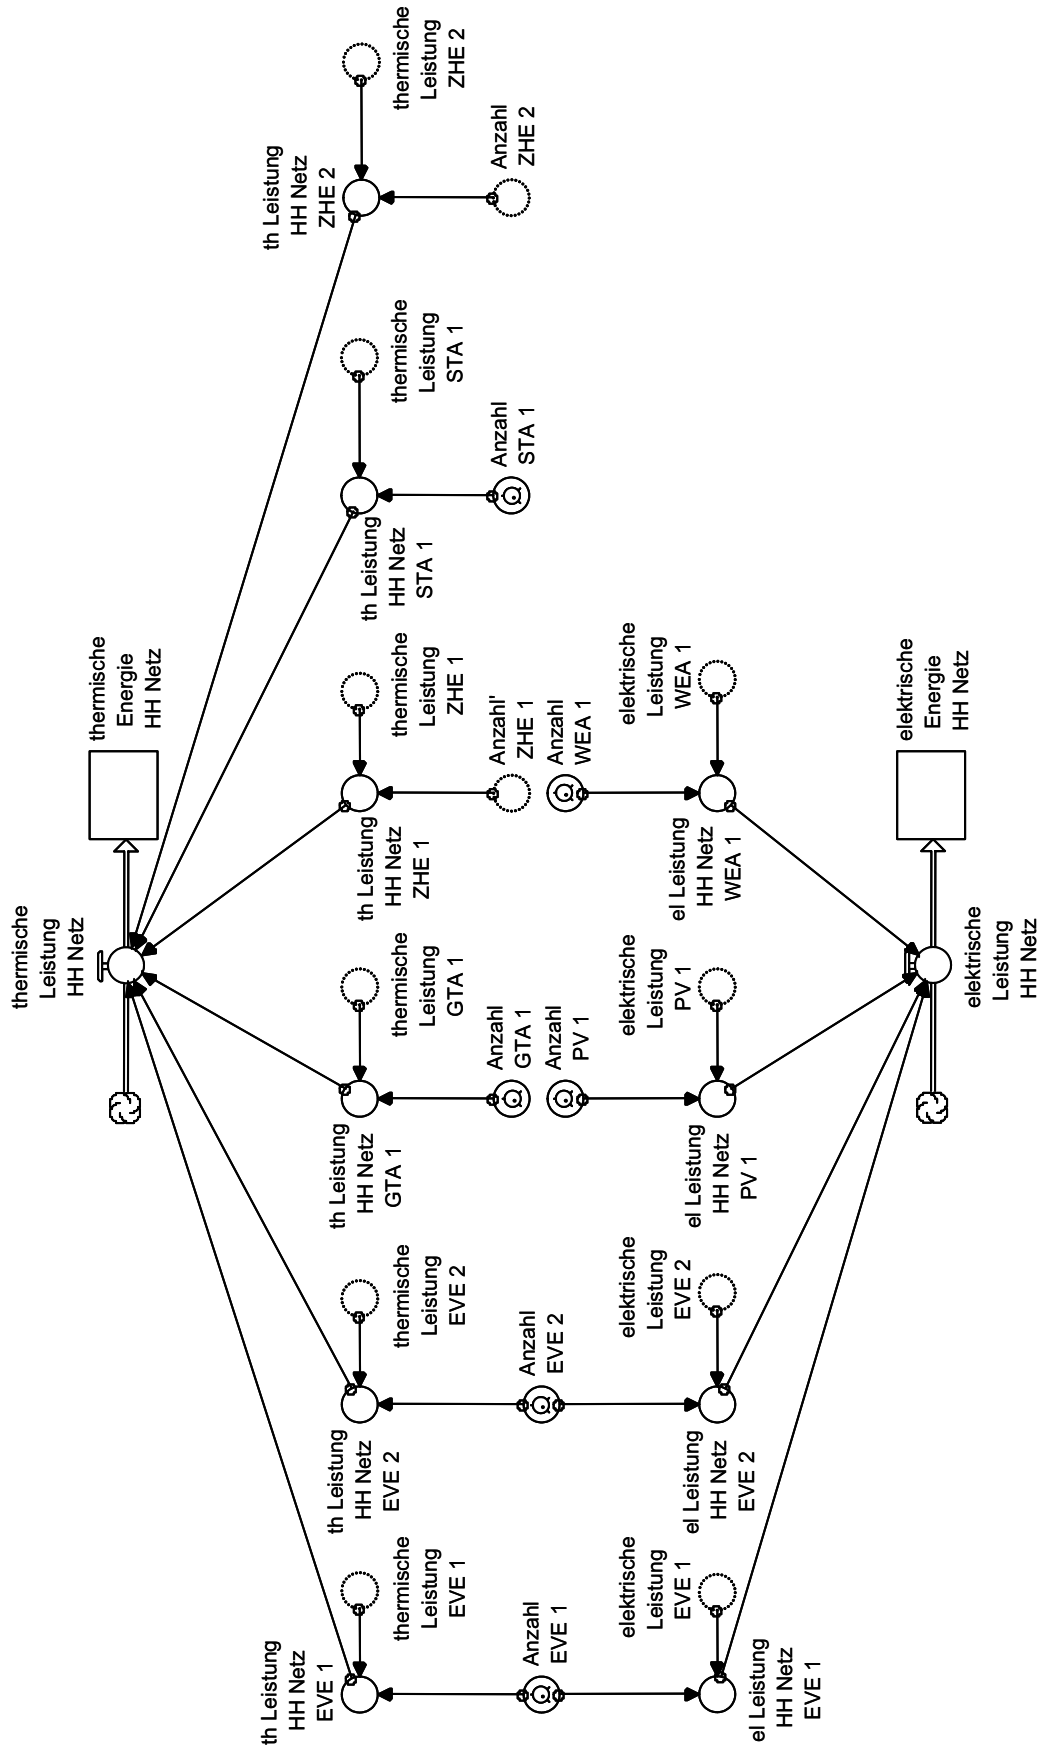 thermische
Leistung
HH Netz
thermische
Energie
HH Netz
th Leistung
HH Netz
EVE 1
thermische
Leistung
EVE 1
th Leistung
HH Netz
EVE 2
thermische
Leistung
EVE 2
th Leistung
HH Netz
GTA 1
thermische
Leistung
GTA 1
th Leistung
HH Netz
ZHE 1
thermische
Leistung
ZHE 1
th Leistung
HH Netz
STA 1
thermische
Leistung
STA 1
th Leistung
HH Netz
ZHE 2
thermische
Leistung
ZHE 2
Anzahl
EVE 1
Anzahl
EVE 2
Anzahl
GTA 1
Anzahl'
ZHE 1
Anzahl
STA 1
Anzahl
ZHE 2
Anzahl
PV 1
Anzahl
WEA 1
elektrische
Leistung
EVE 1
elektrische
Leistung
EVE 2
elektrische
Leistung
PV 1
elektrische
Leistung
WEA 1
el Leistung
HH Netz
EVE 1
el Leistung
HH Netz
EVE 2
el Leistung
HH Netz
PV 1
el Leistung
HH Netz
WEA 1
elektrische
Leistung
HH Netz
elektrische
Energie
HH Netz